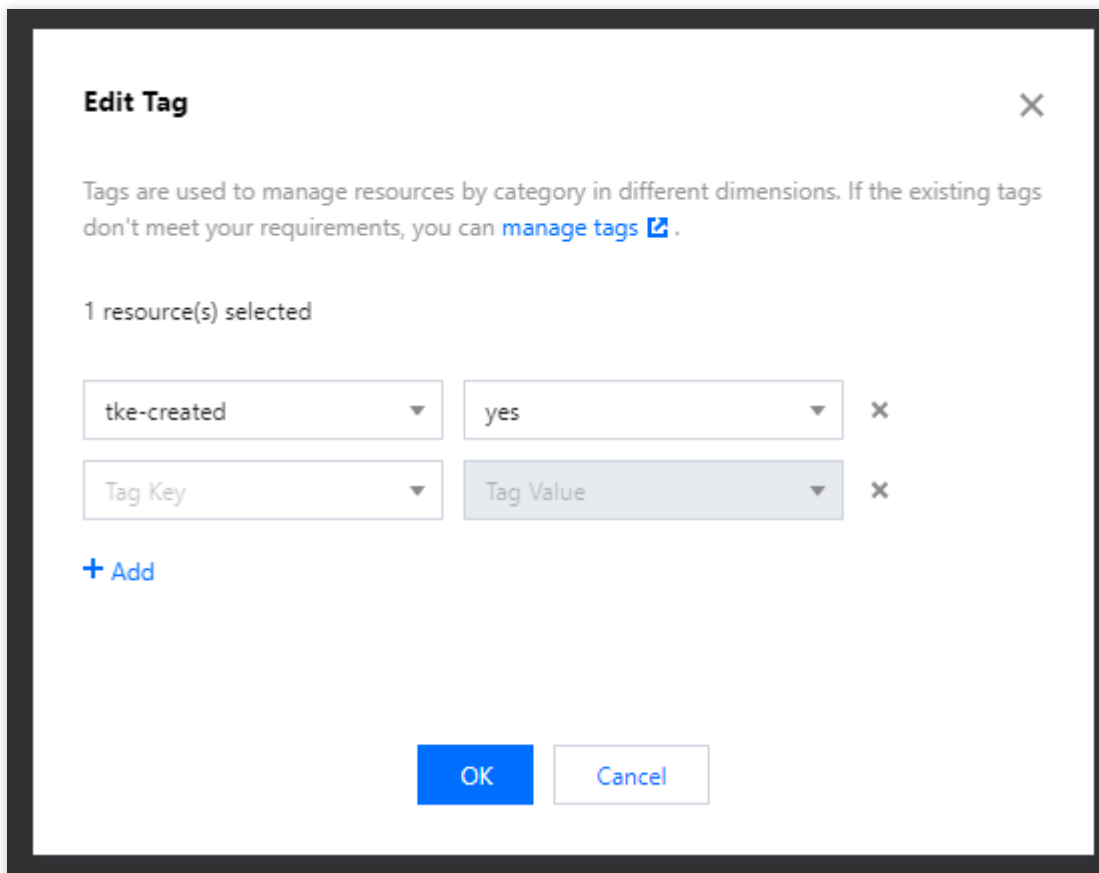 Edit Tag
Tags are used to manage resources by category in different dimensions. If the existing tags
don't meet your requirements, you can manage tags .
1 resource(s) selected
tke-created yes
Tag Key Tag Value
+ Add
OK Cancel